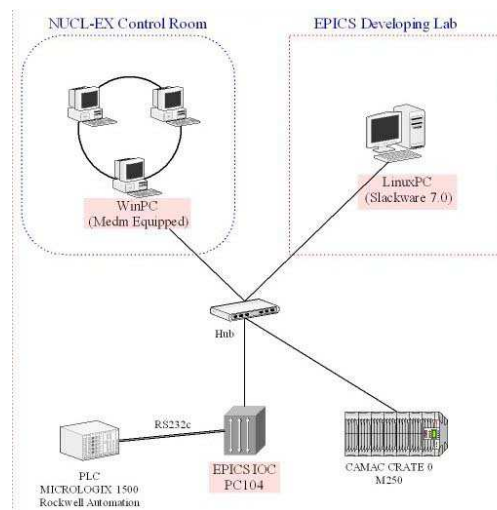 NUCL-EX Control Room
EPICS Developing Lab
WinPC
(Medm Equipped)
LinuxPC
(Slackware 7.0)
Hub
RS232c
PLC
MICROLOGIX 1500
Rockwell Automation
EPICS IOC
PC104
CAMAC CRATE 0
M250